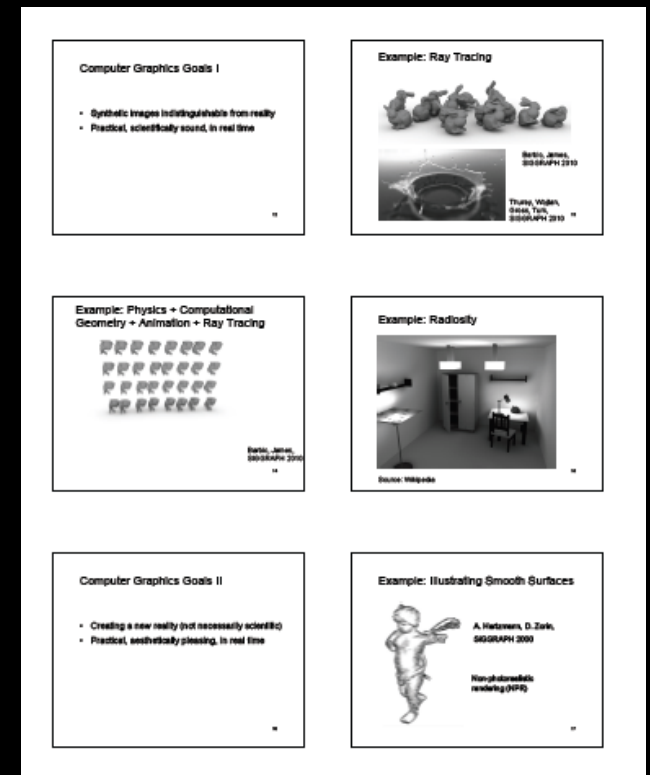 Computer Graphics Goals I
• Synthetic images indistinguishable from reality
• Practical, scientifically sound, in real time
Example: Ray Tracing
Barbic, James,
SIGGRAPH 2010
Thurey, Wojtan,
Gross, Turk,
SIGGRAPH 2010
Example: Physics + Computational
Geometry + Animation + Ray Tracing
Barbic, James,
SIGGRAPH 2010
Example: Radiosity
Source: Wikipedia
Computer Graphics Goals II
• Creating a new reality (not necessarily scientific)
• Practical, aesthetically pleasing, in real time
Example: Illustrating Smooth Surfaces
A. Hertzmann, D. Zorin,
SIGGRAPH 2000
Non-photorealistic
rendering (NPR)